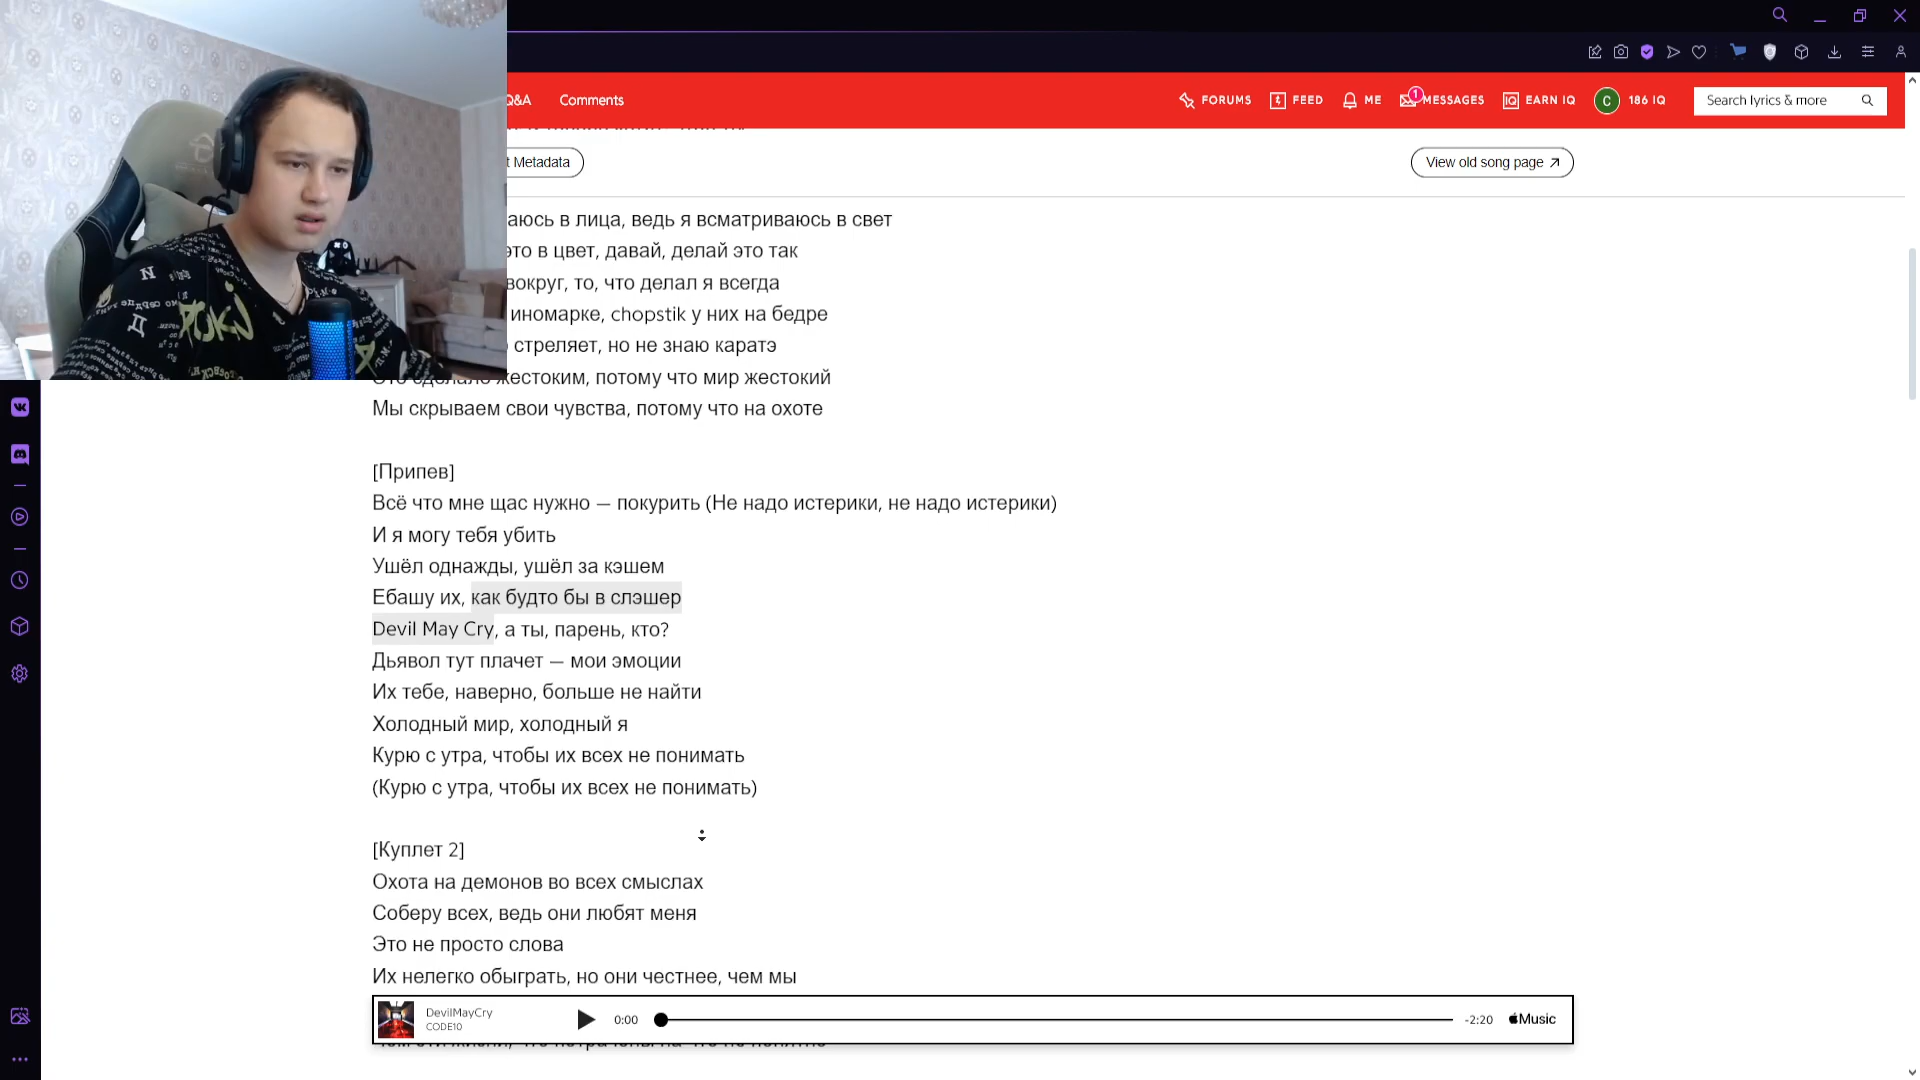 Q&A
Comments
FORUMS
FEED
ME
1
MESSAGES
IQ
EARN IQ
C
186 IQ
Search lyrics & more
t Metadata
View old song page
аюсь в лица, ведь я всматриваюсь в свет
это в цвет, давай, делай это так
вокруг, то, что делал я всегда
иномарке, chopstik у них на бедре
стреляет, но не знаю каратэ
Это сделало жестоким, потому что мир жестокий
Мы скрываем свои чувства, потому что на охоте
[Припев]
Всё что мне щас нужно — покурить (Не надо истерики, не надо истерики)
И я могу тебя убить
Ушёл однажды, ушёл за кэшем
Ебашу их, как будто бы в слэшер
Devil May Cry, а ты, парень, кто?
Дьявол тут плачет — мои эмоции
Их тебе, наверно, больше не найти
Холодный мир, холодный я
Курю с утра, чтобы их всех не понимать
(Курю с утра, чтобы их всех не понимать)
[Куплет 2]
Охота на демонов во всех смыслах
Соберу всех, ведь они любят меня
Это не просто слова
Их нелегко обыграть, но они честнее, чем мы
DevilMayCry
CODE10
0:00
-2:20
Music